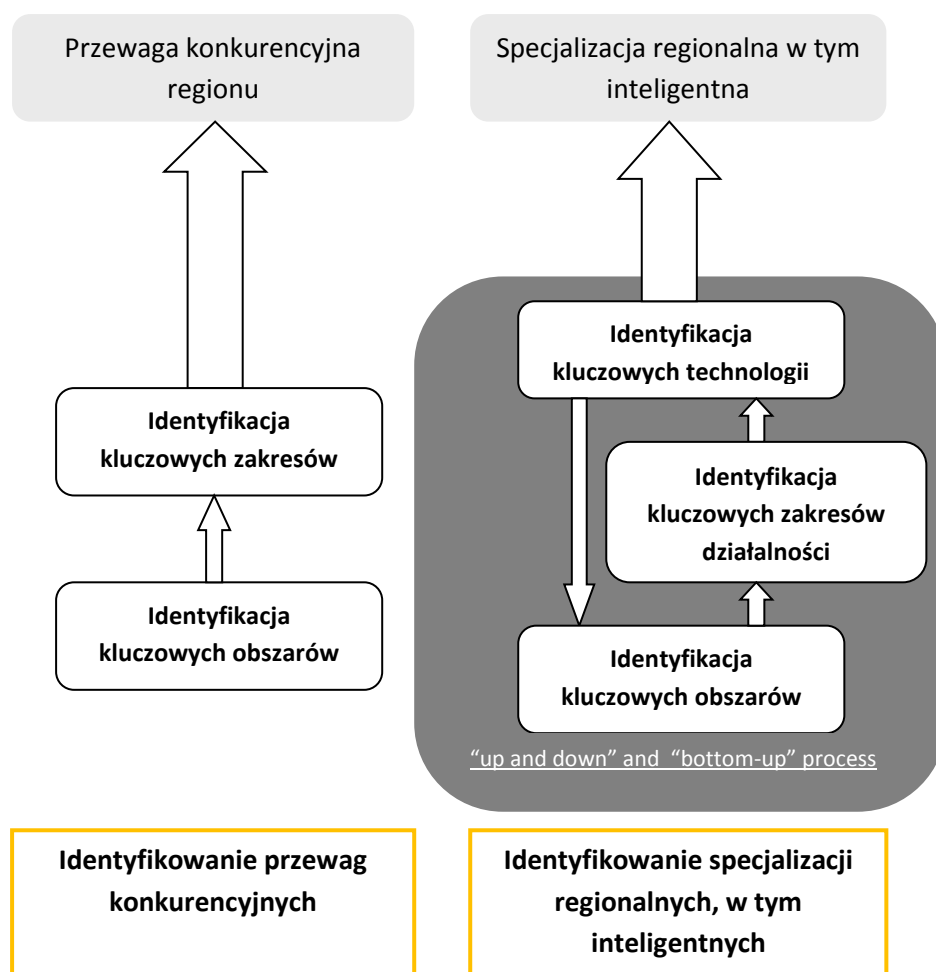 Przewaga konkurencyjna
regionu
Specjalizacja regionalna w tym
inteligentna
Identyfikacja
kluczowych zakresów
Identyfikacja
kluczowych obszarów
Identyfikacja
kluczowych technologii
Identyfikacja
kluczowych zakresów
działalności
Identyfikacja
kluczowych obszarów
“up and down” and “bottom-up” process
Identyfikowanie przewag
konkurencyjnych
Identyfikowanie specjalizacji
regionalnych, w tym
inteligentnych